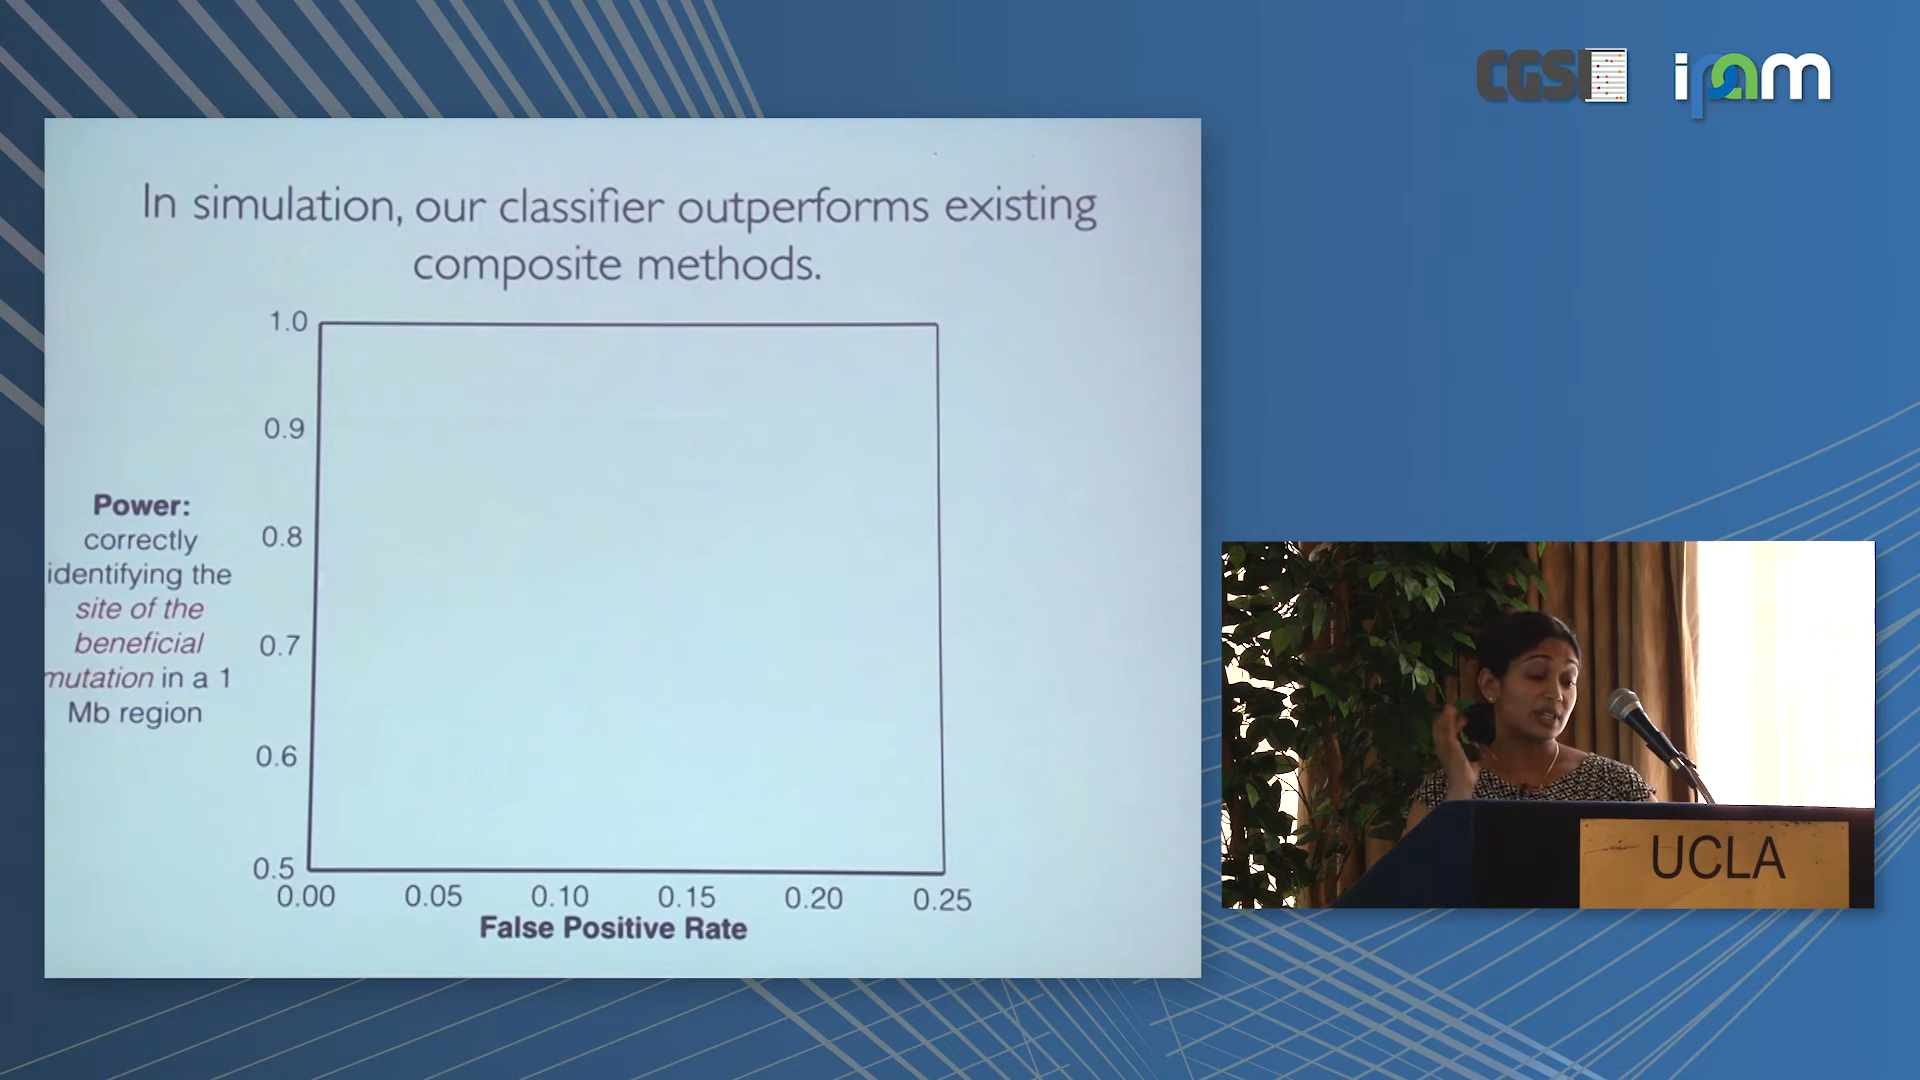 CGSI
ipam
In simulation, our classifier outperforms existing
composite methods.
1.0
0.9
0.8
0.7
0.6
0.5
Power:
correctly
identifying the
site of the
beneficial
mutation in a 1
Mb region
0.00 0.05 0.10 0.15 0.20 0.25
False Positive Rate
UCLA